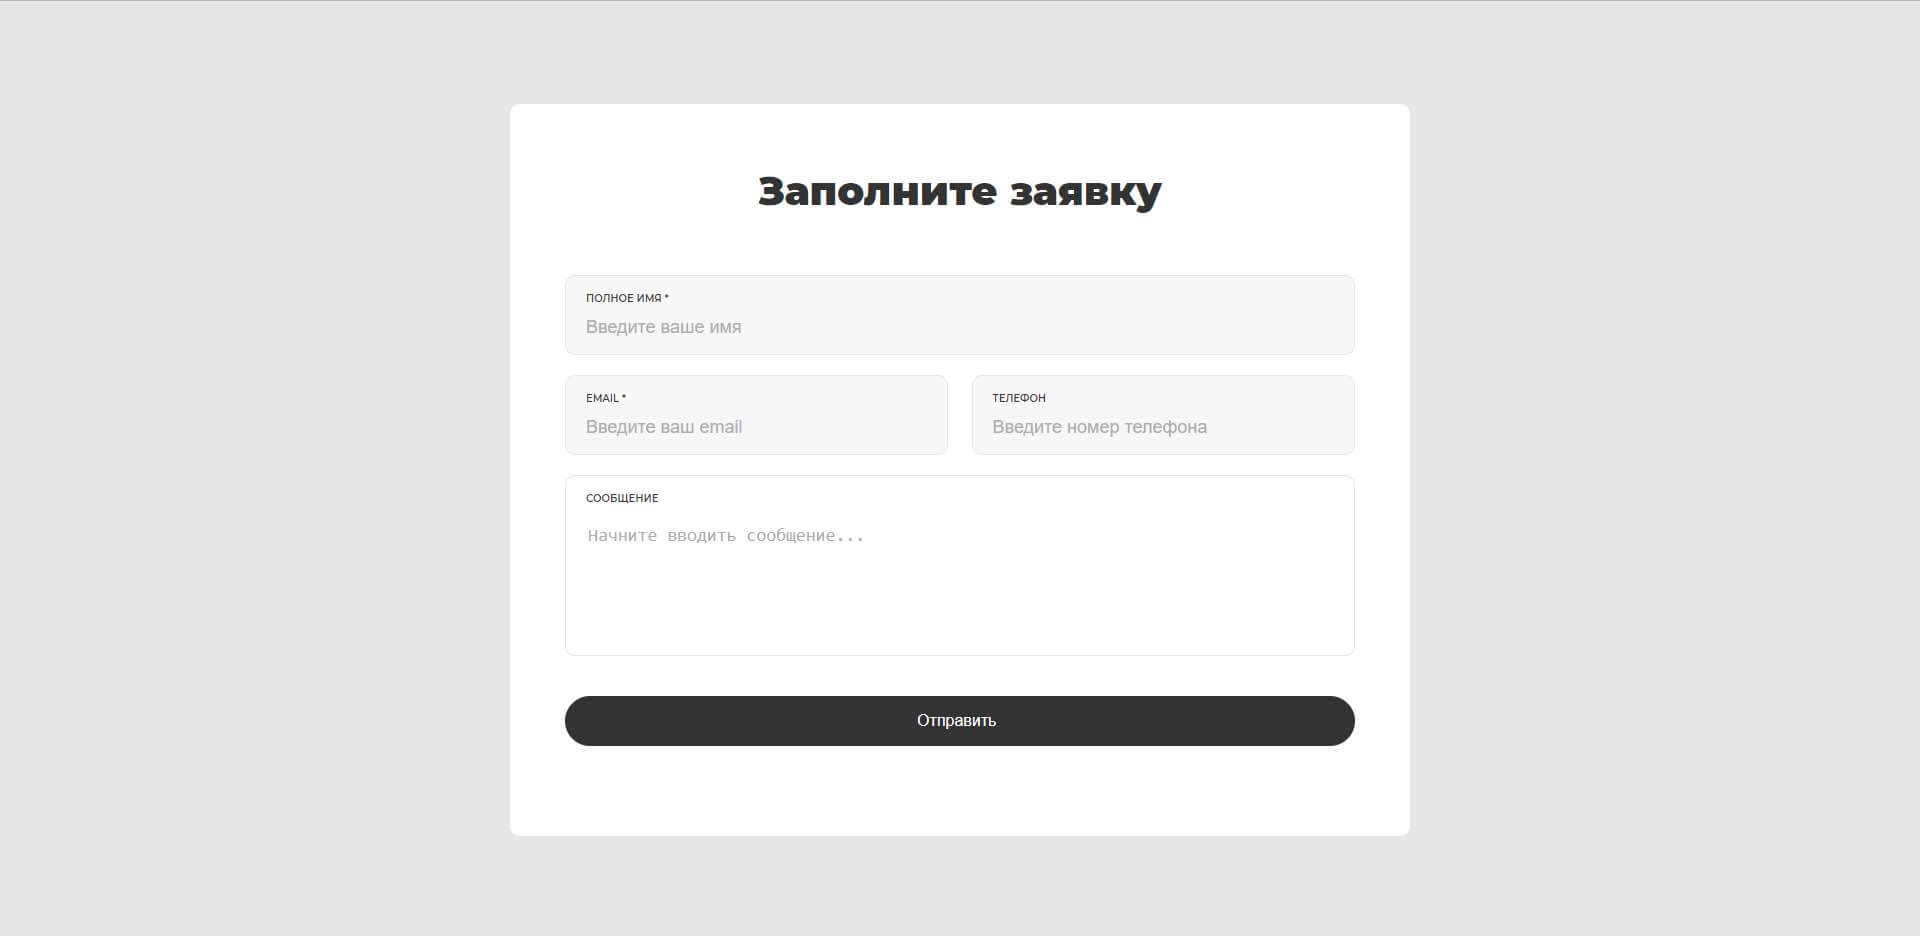 Заполните заявку
ПОЛНОЕ ИМЯ *
Введите ваше имя
EMAIL *
Введите ваш email
ТЕЛЕФОН
Введите номер телефона
СООБЩЕНИЕ
Начните вводить сообщение...
Отправить